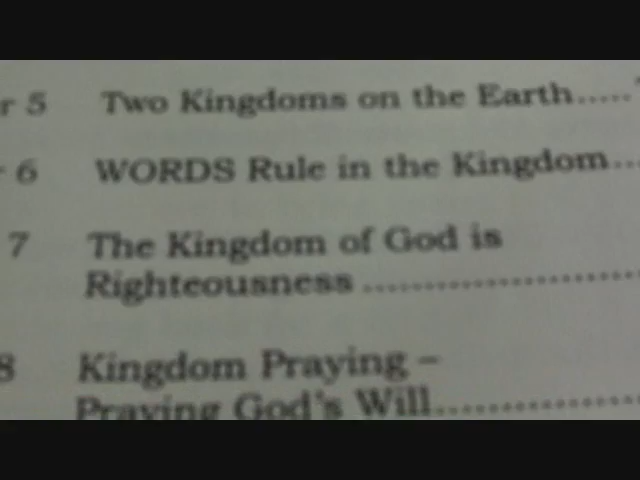 r 5 Two Kingdoms on the Earth.....
6 WORDS Rule in the Kingdom...
7 The Kingdom of God is
Righteousness ........................
8 Kingdom Praying –
Praying God's Will..................